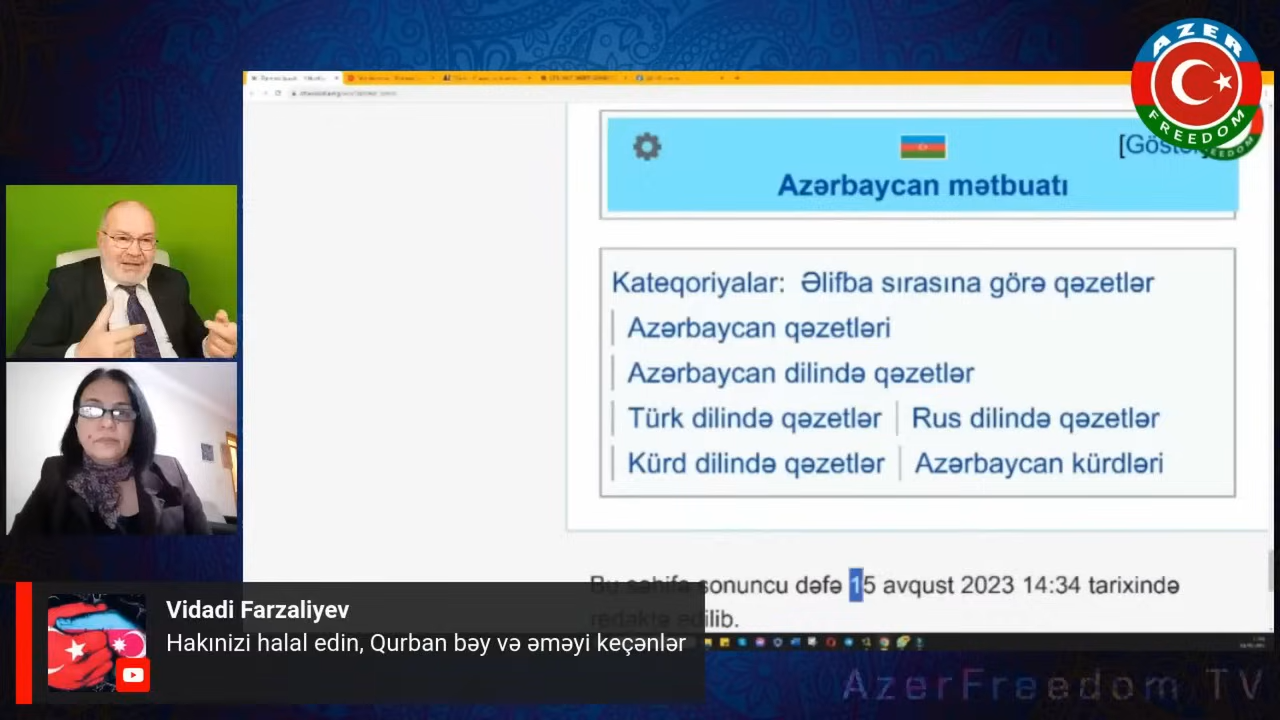 AZER
FREEDOM
Azərbaycan mətbuatı
Kateqoriyalar: Əlifba sırasına görə qəzetlər
Azərbaycan qəzetləri
Azərbaycan dilində qəzetlər
Türk dilində qəzetlər | Rus dilində qəzetlər
Kürd dilində qəzetlər | Azərbaycan kürdləri
Bu səhifə sonuncu dəfə 15 avqust 2023 14:34 tarixində
redaktə edilib.
Vidadi Farzaliyev
Hakınizi halal edin, Qurban bəy və əməyi keçənlər
AzerFreedom TV